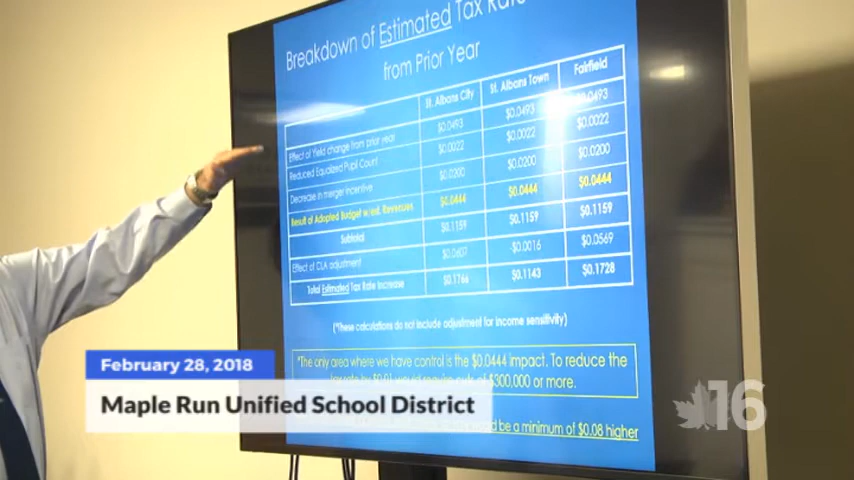 Breakdown of Estimated Tax Rate
from Prior Year
St. Albans City St. Albans Town Fairfield
Effect of Yield change from prior year $0.0493 $0.0493 $0.0493
Reduced Equalized Pupil Count $0.0022 $0.0022 $0.0022
Decrease in merger incentive $0.0200 $0.0200 $0.0200
Result of Adopted Budget w/est. Revenues $0.0444 $0.0444 $0.0444
Subtotal $0.1159 $0.1159 $0.1159
Effect of CLA adjustment $0.0607 -$0.0016 $0.0569
Total Estimated Tax Rate Increase $0.1766 $0.1143 $0.1728
(*These calculations do not include adjustment for income sensitivity)
*The only area where we have control is the $0.0444 impact. To reduce the
tax rate by $0.01 would require cuts of $300,000 or more.
be a minimum of $0.08 higher
February 28, 2018
Maple Run Unified School District
16